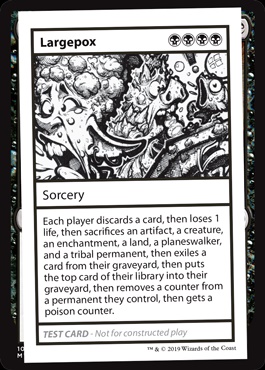 Largepox
Sorcery
Each player discards a card, then loses 1
life, then sacrifices an artifact, a creature,
an enchantment, a land, a planeswalker,
and a tribal permanent, then exiles a
card from their graveyard, then puts
the top card of their library into their
graveyard, then removes a counter from
a permanent they control, then gets a
poison counter.
TEST CARD - Not for constructed play
™ & © 2019 Wizards of the Coast
10
M